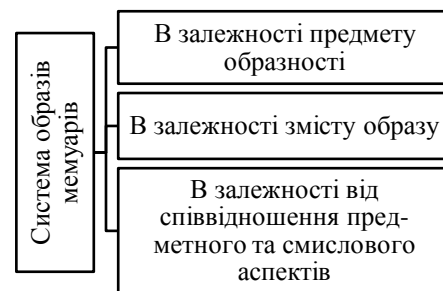 Система образів
мемуарів
В залежності предмету
образності
В залежності змісту образу
В залежності від
співвідношення пред-
метного та смислового
аспектів